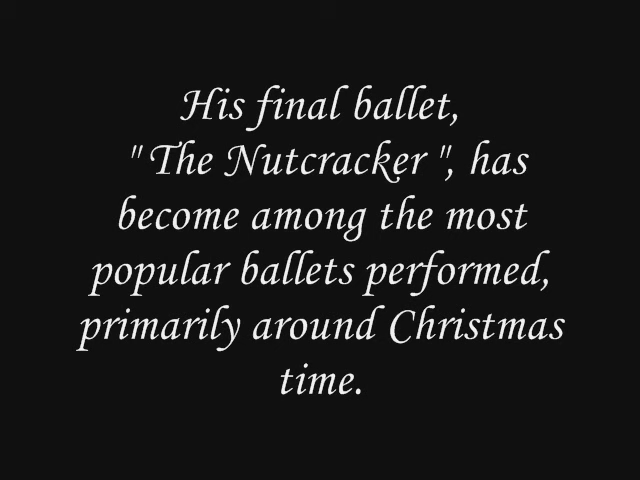 His final ballet,
" The Nutcracker ", has
become among the most
popular ballets performed,
primarily around Christmas
time.